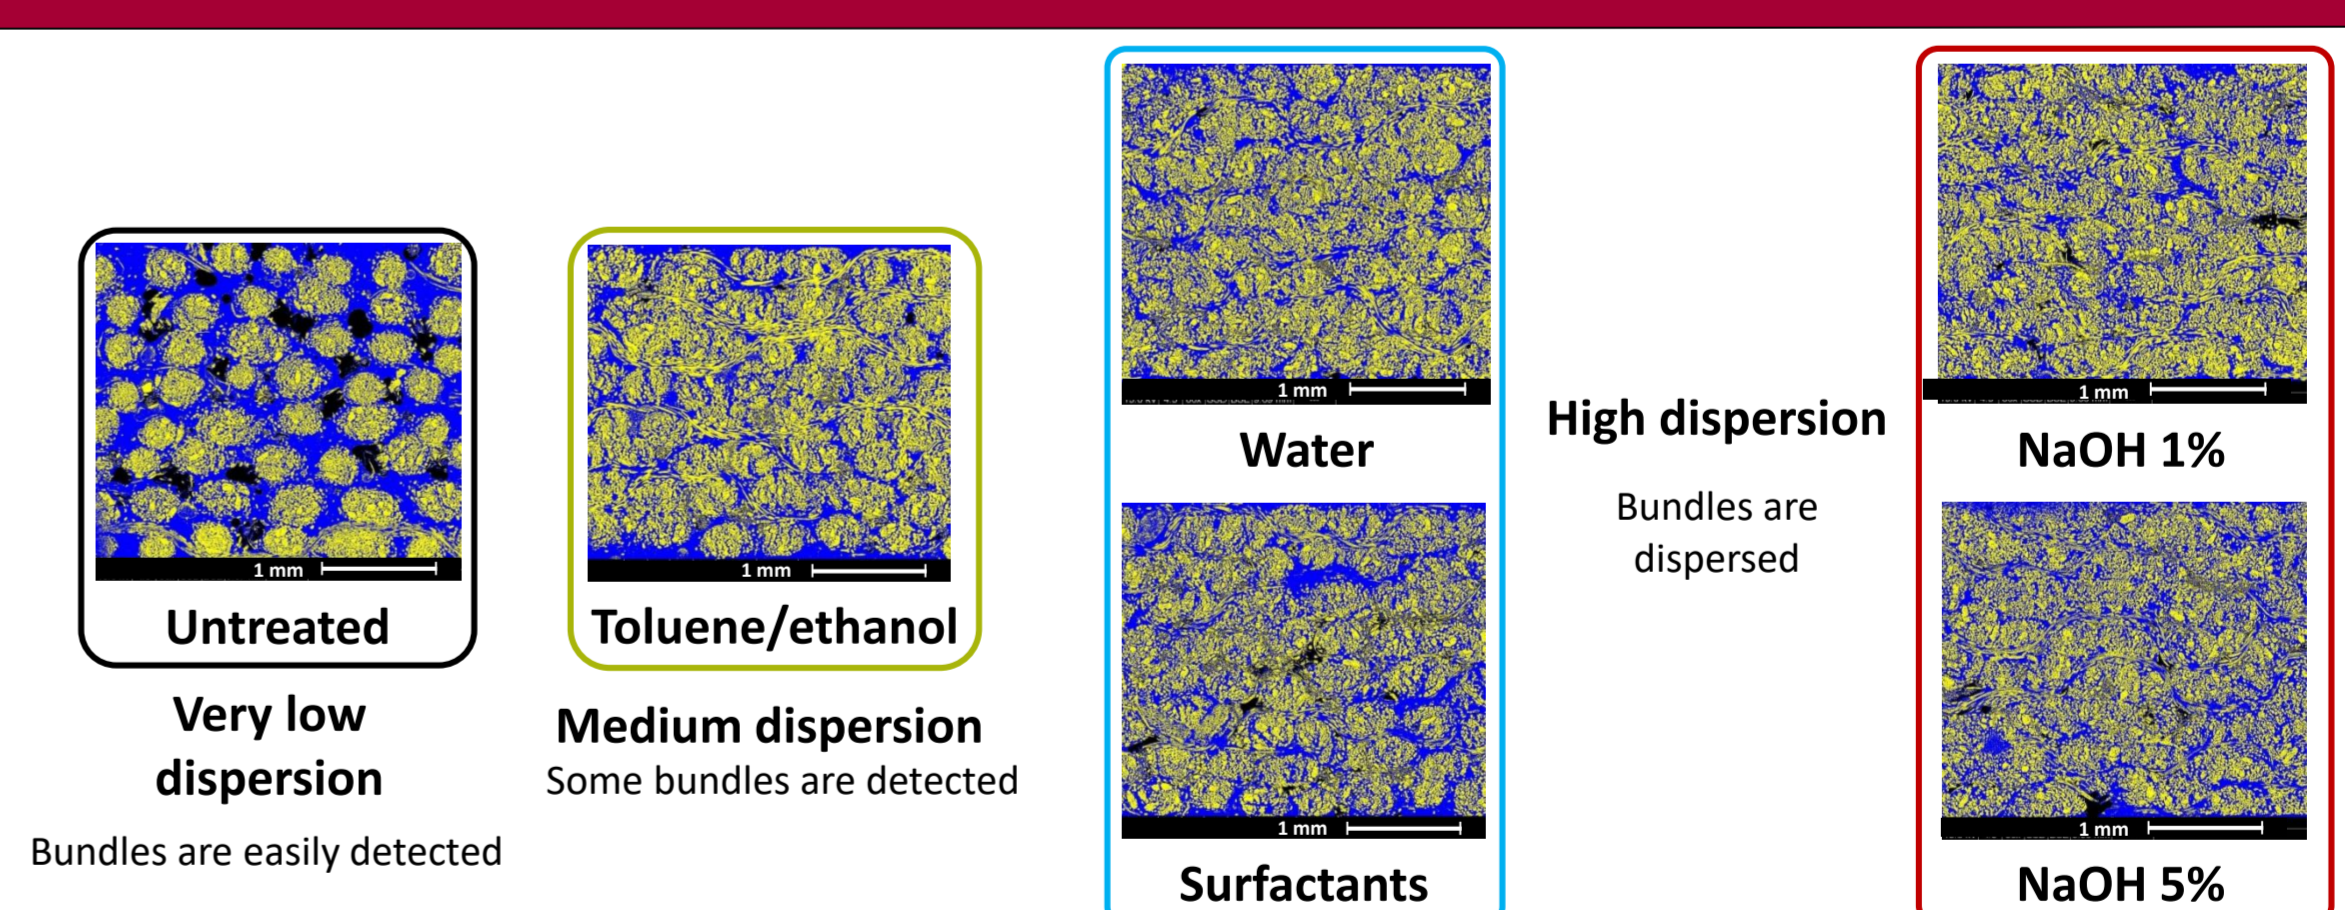 1 mm
Untreated
Very low
dispersion
Bundles are easily detected
1 mm
Toluene/ethanol
Medium dispersion
Some bundles are detected
1 mm
Water
1 mm
Surfactants
High dispersion
Bundles are
dispersed
1 mm
NaOH 1%
1 mm
NaOH 5%